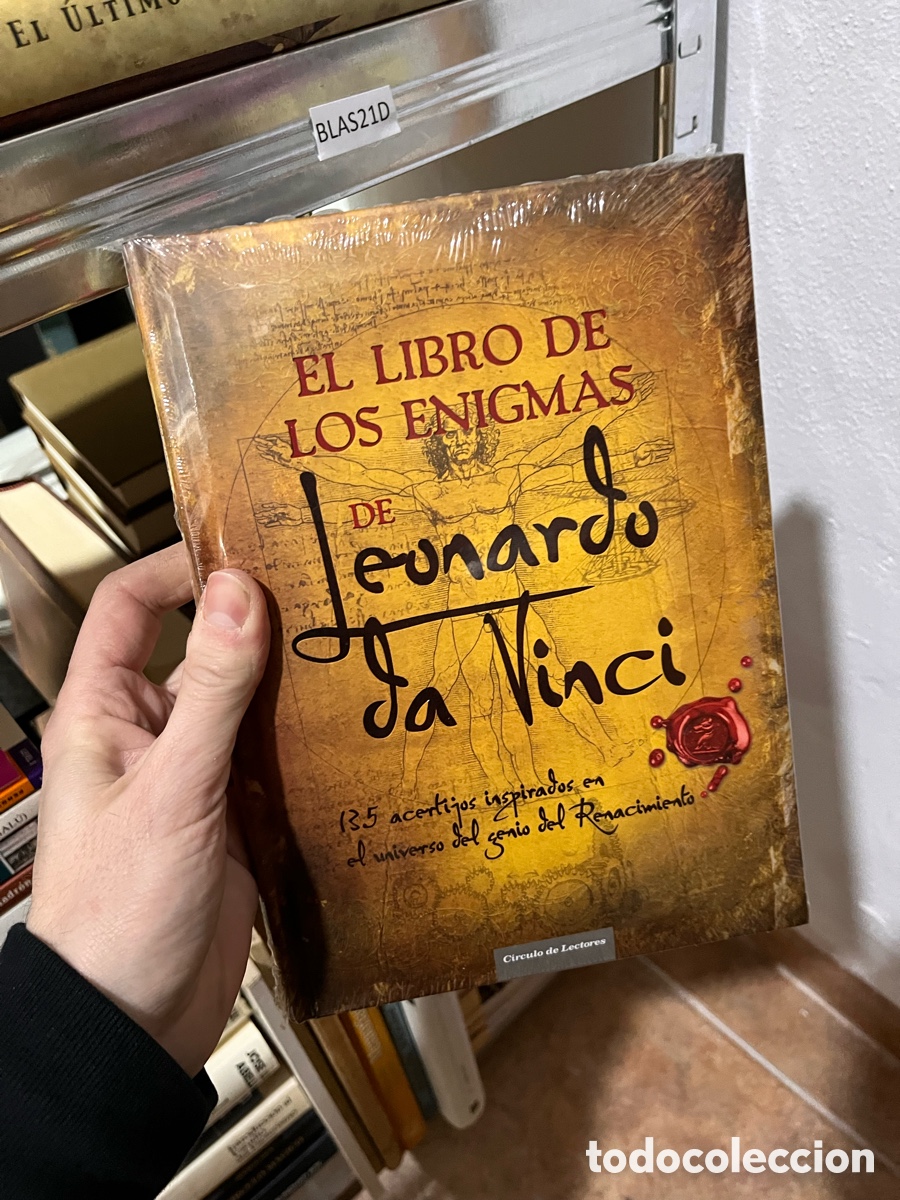 EL ÚLTIMO
BLAS21D
EL LIBRO DE
LOS ENIGMAS
DE
Leonardo
da Vinci
135 acertijos inspirados en
el universo del genio del Renacimiento
Círculo de Lectores
todocoleccion